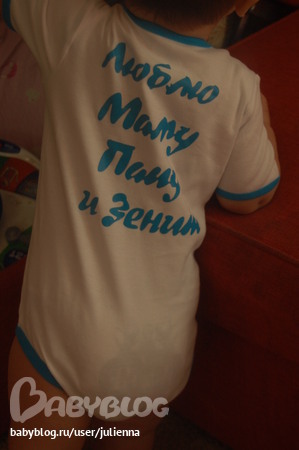 Люблю
Маму
Папу
и Зенит
BABYBLOG
babyblog.ru/user/julienna